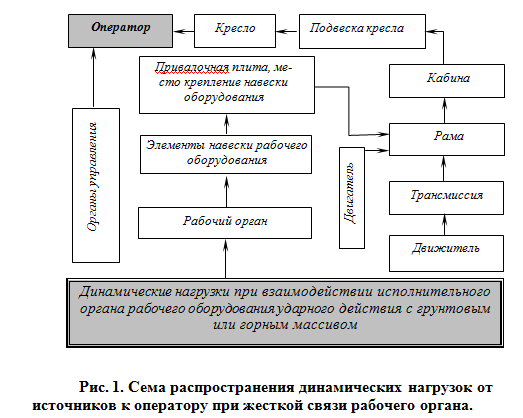 Оператор
Кресло
Подвеска кресла
Привалочная плита, ме-
сто крепление навески
оборудования
Кабина
Органы управления
Элементы навески рабочего
оборудования
Двигатель
Рама
Рабочий орган
Трансмиссия
Движитель
Динамические нагрузки при взаимодействии исполнительного
органа рабочего оборудования ударного действия с грунтовым
или горным массивом
Рис. 1. Сема распространения динамических нагрузок от
источников к оператору при жесткой связи рабочего органа.